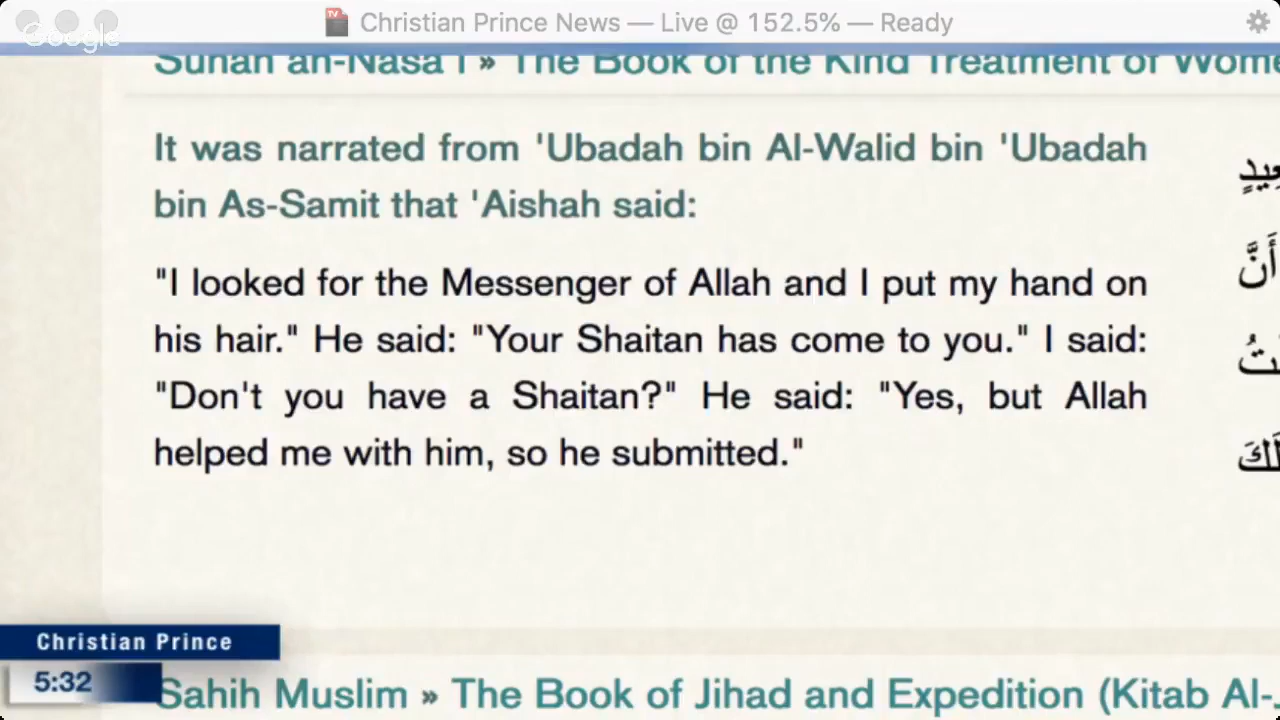 Christian Prince News — Live @ 152.5% — Ready
Google
Sunan an-Nasa'i » The Book of the Kind Treatment of Wome
It was narrated from 'Ubadah bin Al-Walid bin 'Ubadah
bin As-Samit that 'Aishah said:
"I looked for the Messenger of Allah and I put my hand on
his hair." He said: "Your Shaitan has come to you." I said:
"Don't you have a Shaitan?" He said: "Yes, but Allah
helped me with him, so he submitted."
أَنَّ
Christian Prince
5:32
Sahih Muslim » The Book of Jihad and Expedition (Kitab Al-